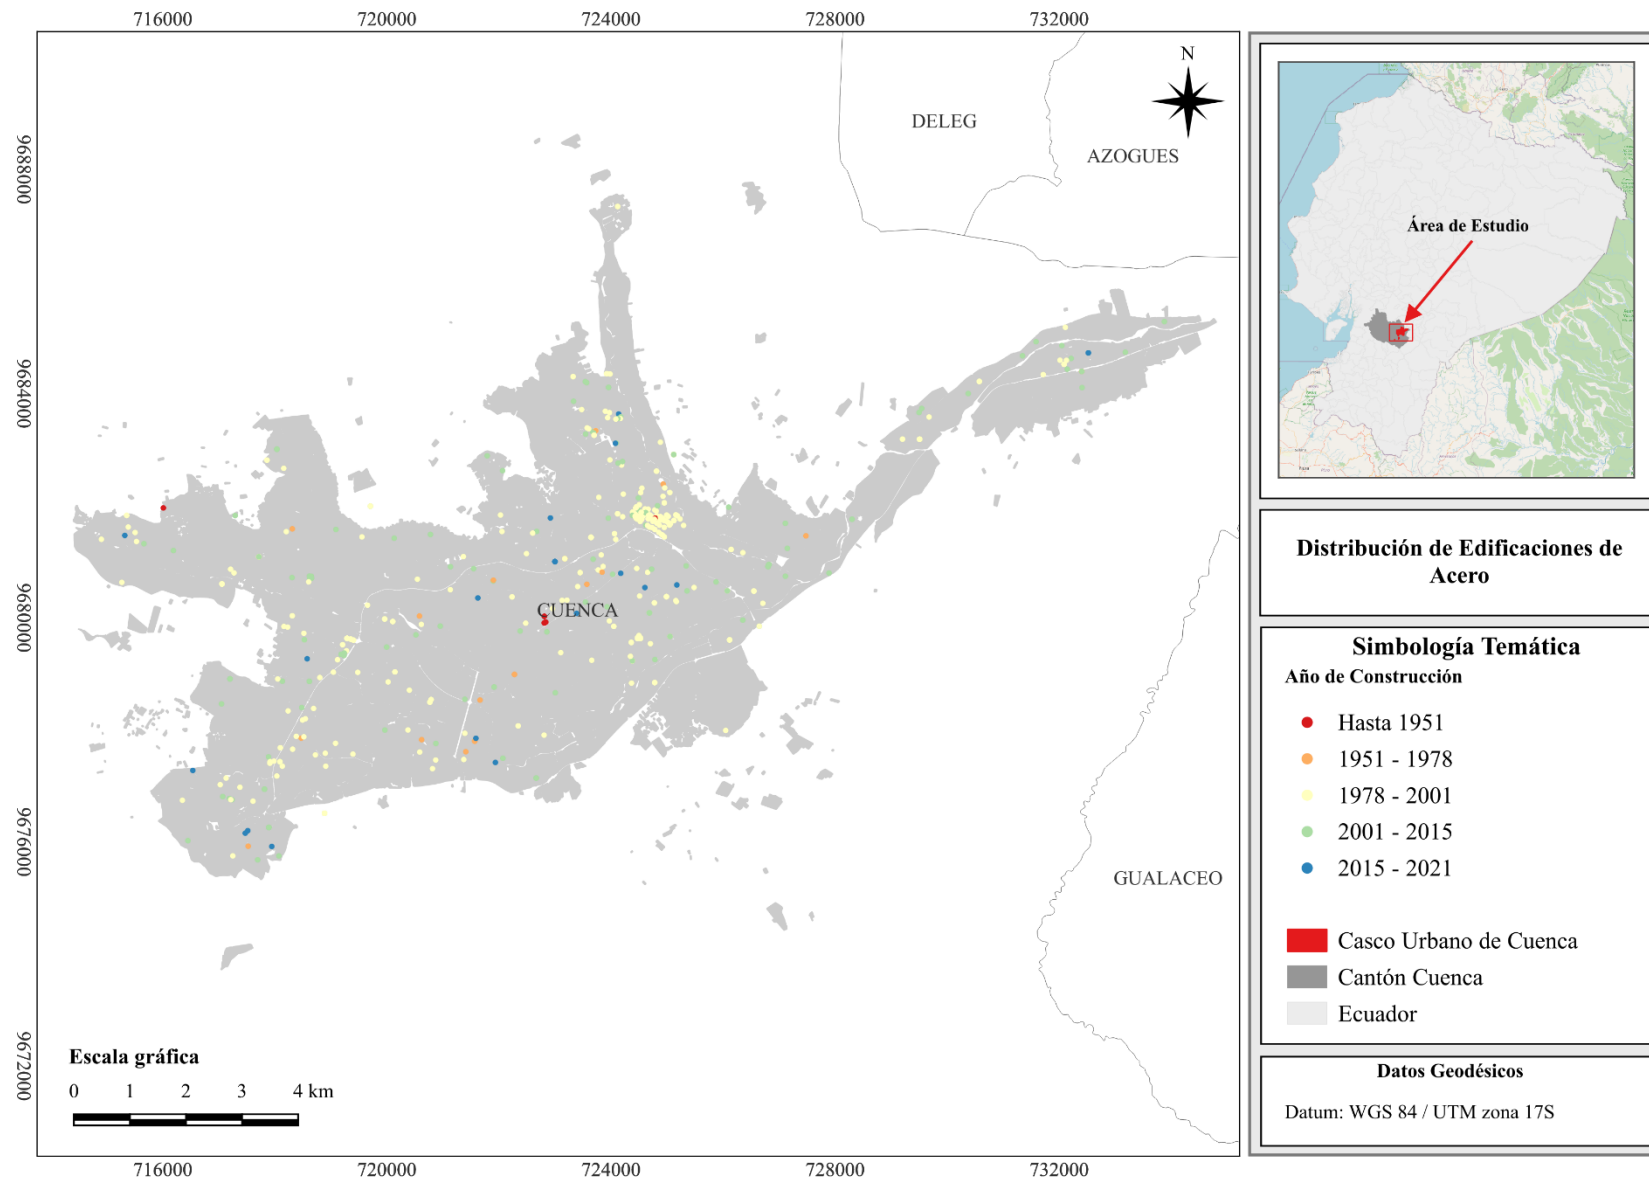 716000
720000
724000
728000
732000
N
DELEG
AZOGUES
9688000
9684000
9680000
9676000
9672000
CUENCA
GUALACEO
Escala gráfica
0 1 2 3 4 km
716000
720000
724000
728000
732000
Área de Estudio
Distribución de Edificaciones de
Acero
Simbología Temática
Año de Construcción
Hasta 1951
1951 - 1978
1978 - 2001
2001 - 2015
2015 - 2021
Casco Urbano de Cuenca
Cantón Cuenca
Ecuador
Datos Geodésicos
Datum: WGS 84 / UTM zona 17S